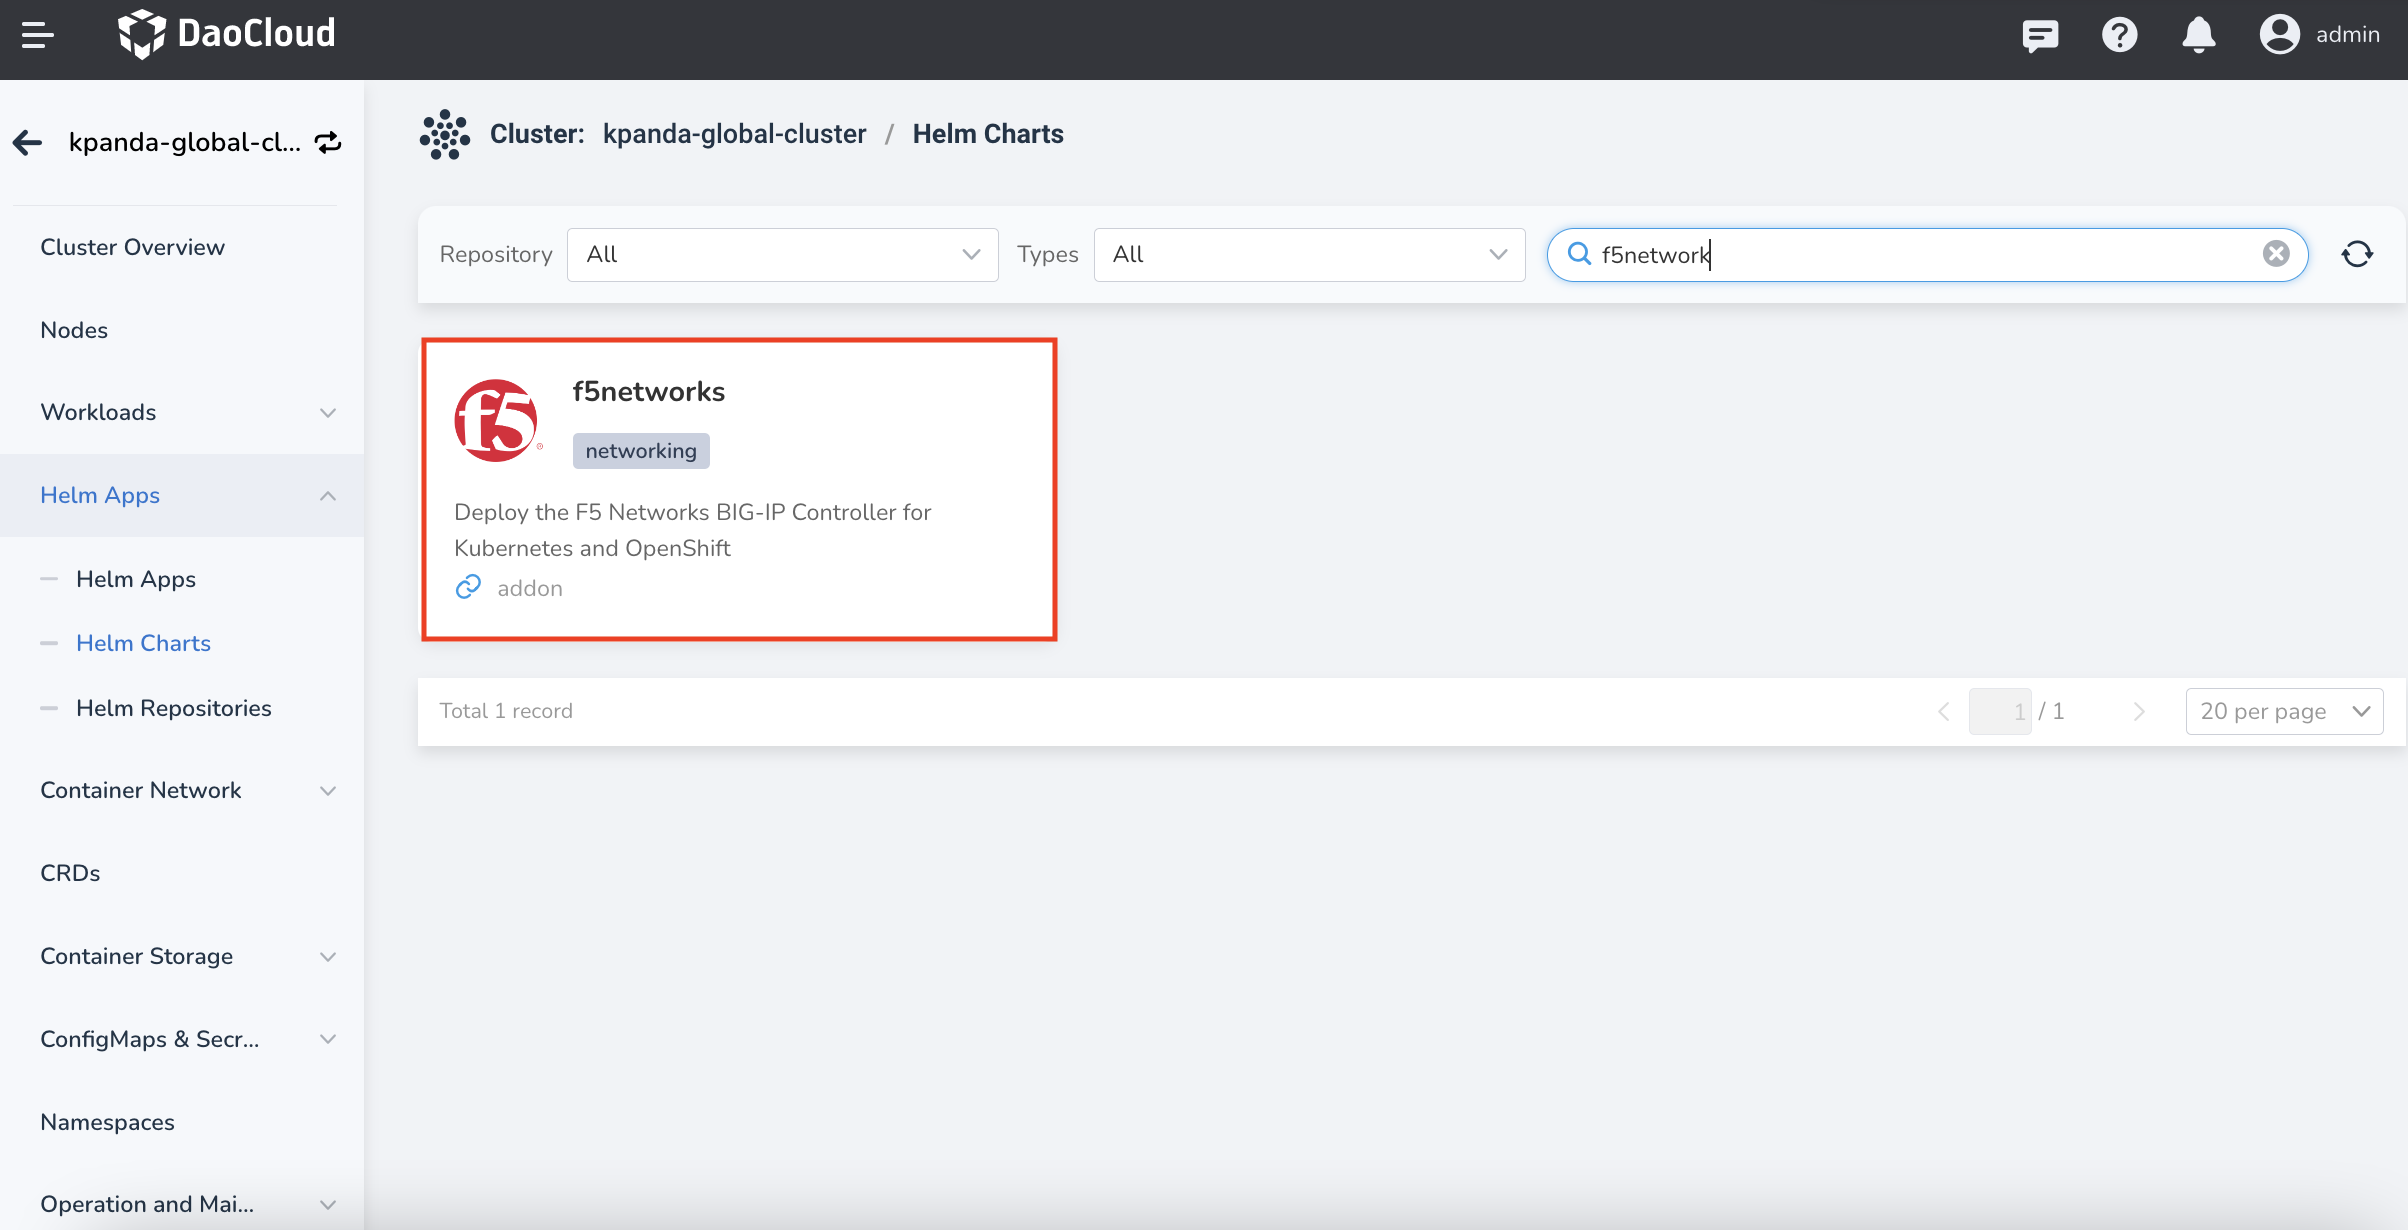 DaoCloud
admin
kpanda-global-cl...
Cluster Overview
Nodes
Workloads
Helm Apps
Helm Apps
Helm Charts
Helm Repositories
Container Network
CRDs
Container Storage
ConfigMaps & Secr...
Namespaces
Operation and Mai...
Cluster: kpanda-global-cluster / Helm Charts
Repository All Types All f5network
f5
f5networks
networking
Deploy the F5 Networks BIG-IP Controller for
Kubernetes and OpenShift
addon
Total 1 record 1 / 1 20 per page